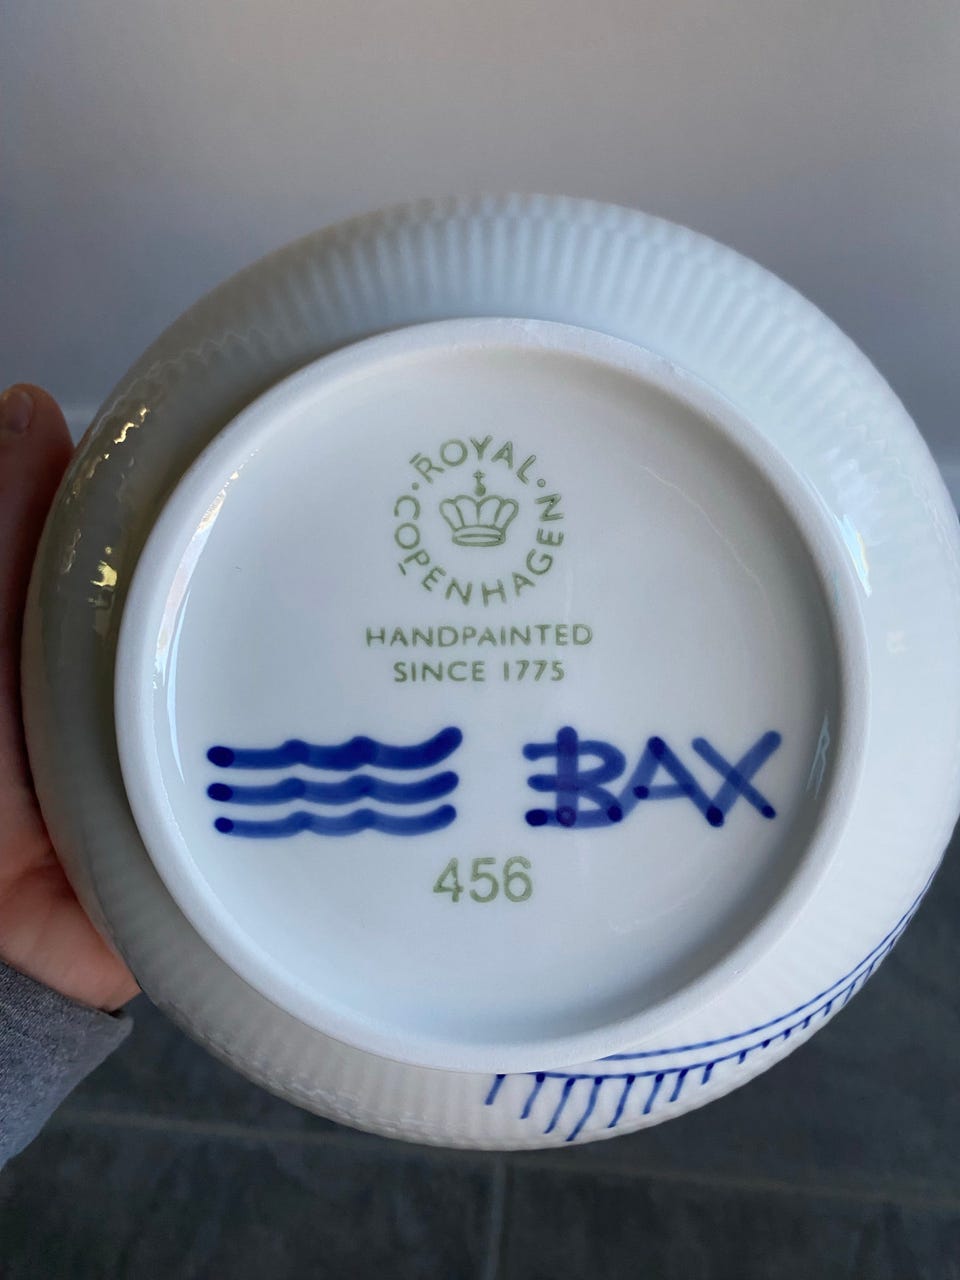 ROYAL
COPENHAGEN
HANDPAINTED
SINCE 1775
BAX
456